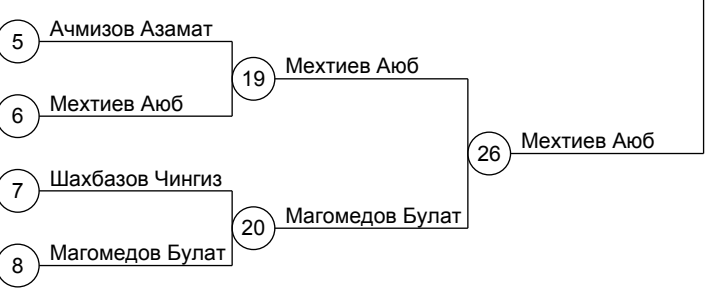 5 Ачмизов Азамат
6 Мехтиев Аюб
19 Мехтиев Аюб
26 Мехтиев Аюб
7 Шахбазов Чингиз
20 Магомедов Булат
8 Магомедов Булат